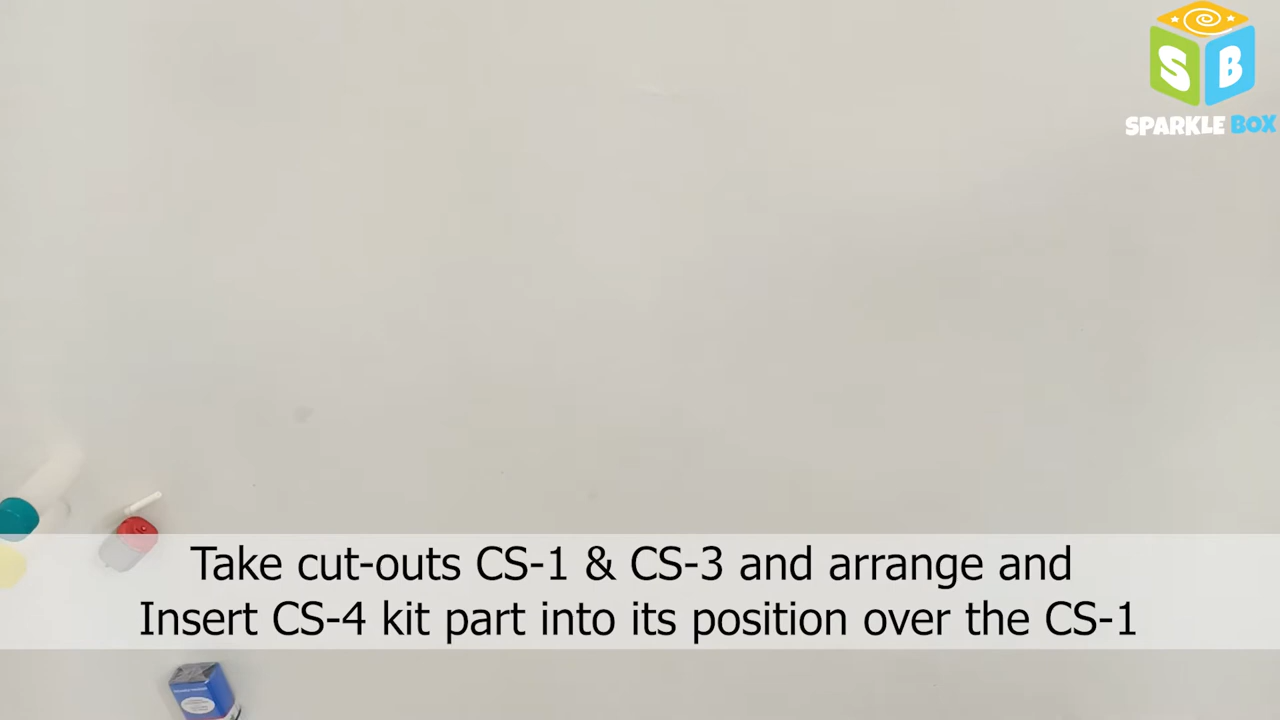 S B
SPARKLE BOX
Take cut-outs CS-1 & CS-3 and arrange and
Insert CS-4 kit part into its position over the CS-1